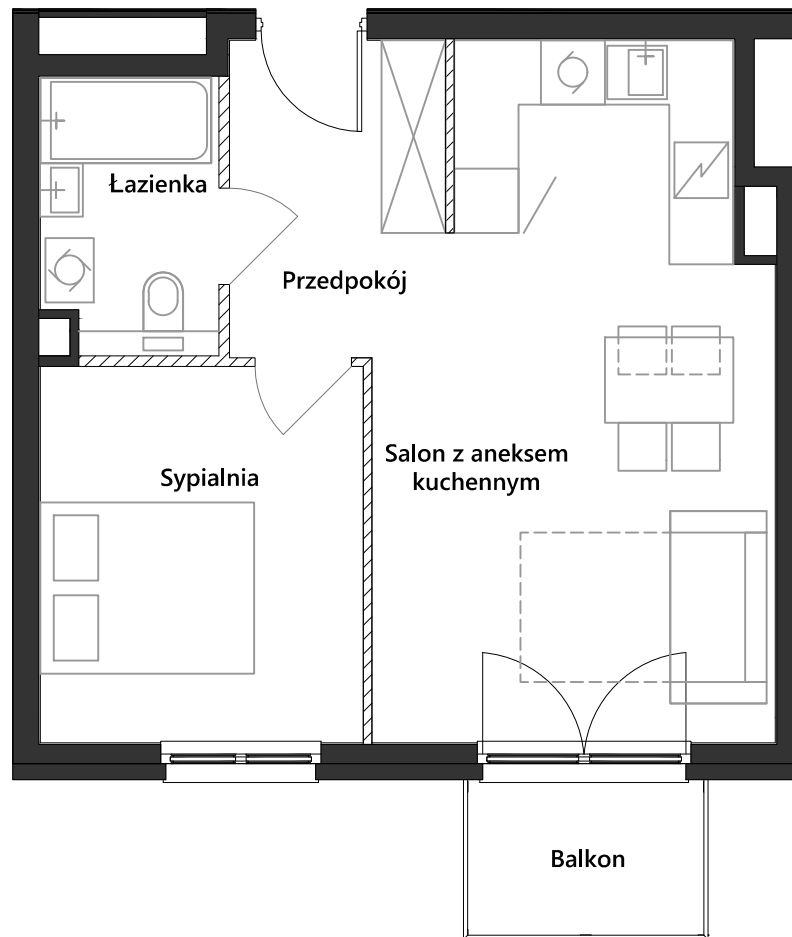 Łazienka
Przedpokój
Salon z aneksem
kuchennym
Sypialnia
Balkon